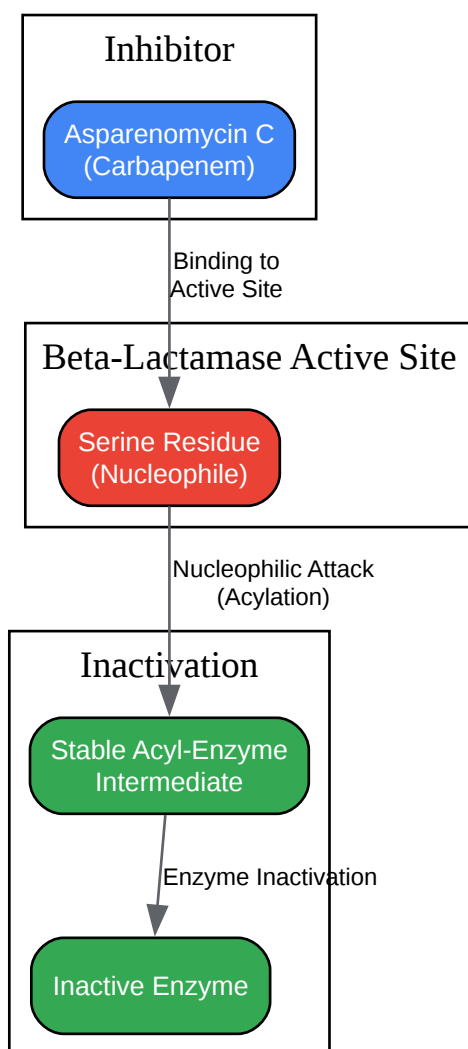 Inhibitor
Asparenomycin C
(Carbapenem)
Binding to
Active Site
Beta-Lactamase Active Site
Serine Residue
(Nucleophile)
Nucleophilic Attack
(Acylation)
Inactivation
Stable Acyl-Enzyme
Intermediate
Enzyme Inactivation
Inactive Enzyme